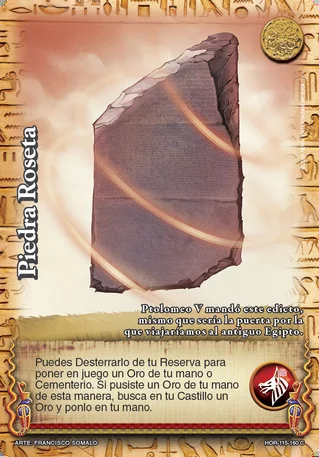 Piedra Roseta
Ptolomeo V mandó este edicto,
mismo que sería la puerta por la
que viajaríamos al antiguo Egipto.
Puedes Desterrarlo de tu Reserva para
poner en juego un Oro de tu mano o
Cementerio. Si pusiste un Oro de tu mano
de esta manera, busca en tu Castillo un
Oro y ponlo en tu mano.
ARTE: FRANCISCO SOMALO
HOR-115-160 C